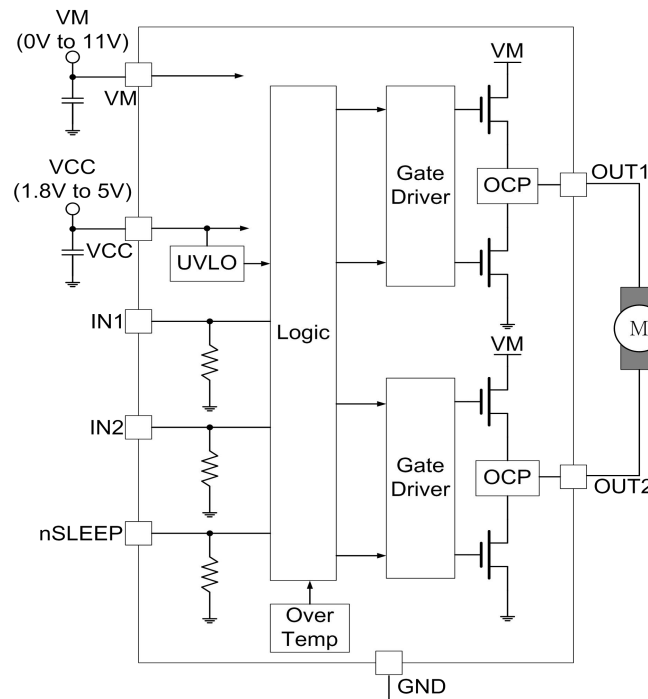 VM
(0V to 11V)
VM
VM
OUT1
Gate
Driver
OCP
VCC
(1.8V to 5V)
VCC
UVLO
IN1
Logic
M
VM
IN2
Gate
Driver
OCP
OUT2
nSLEEP
Over
Temp
GND